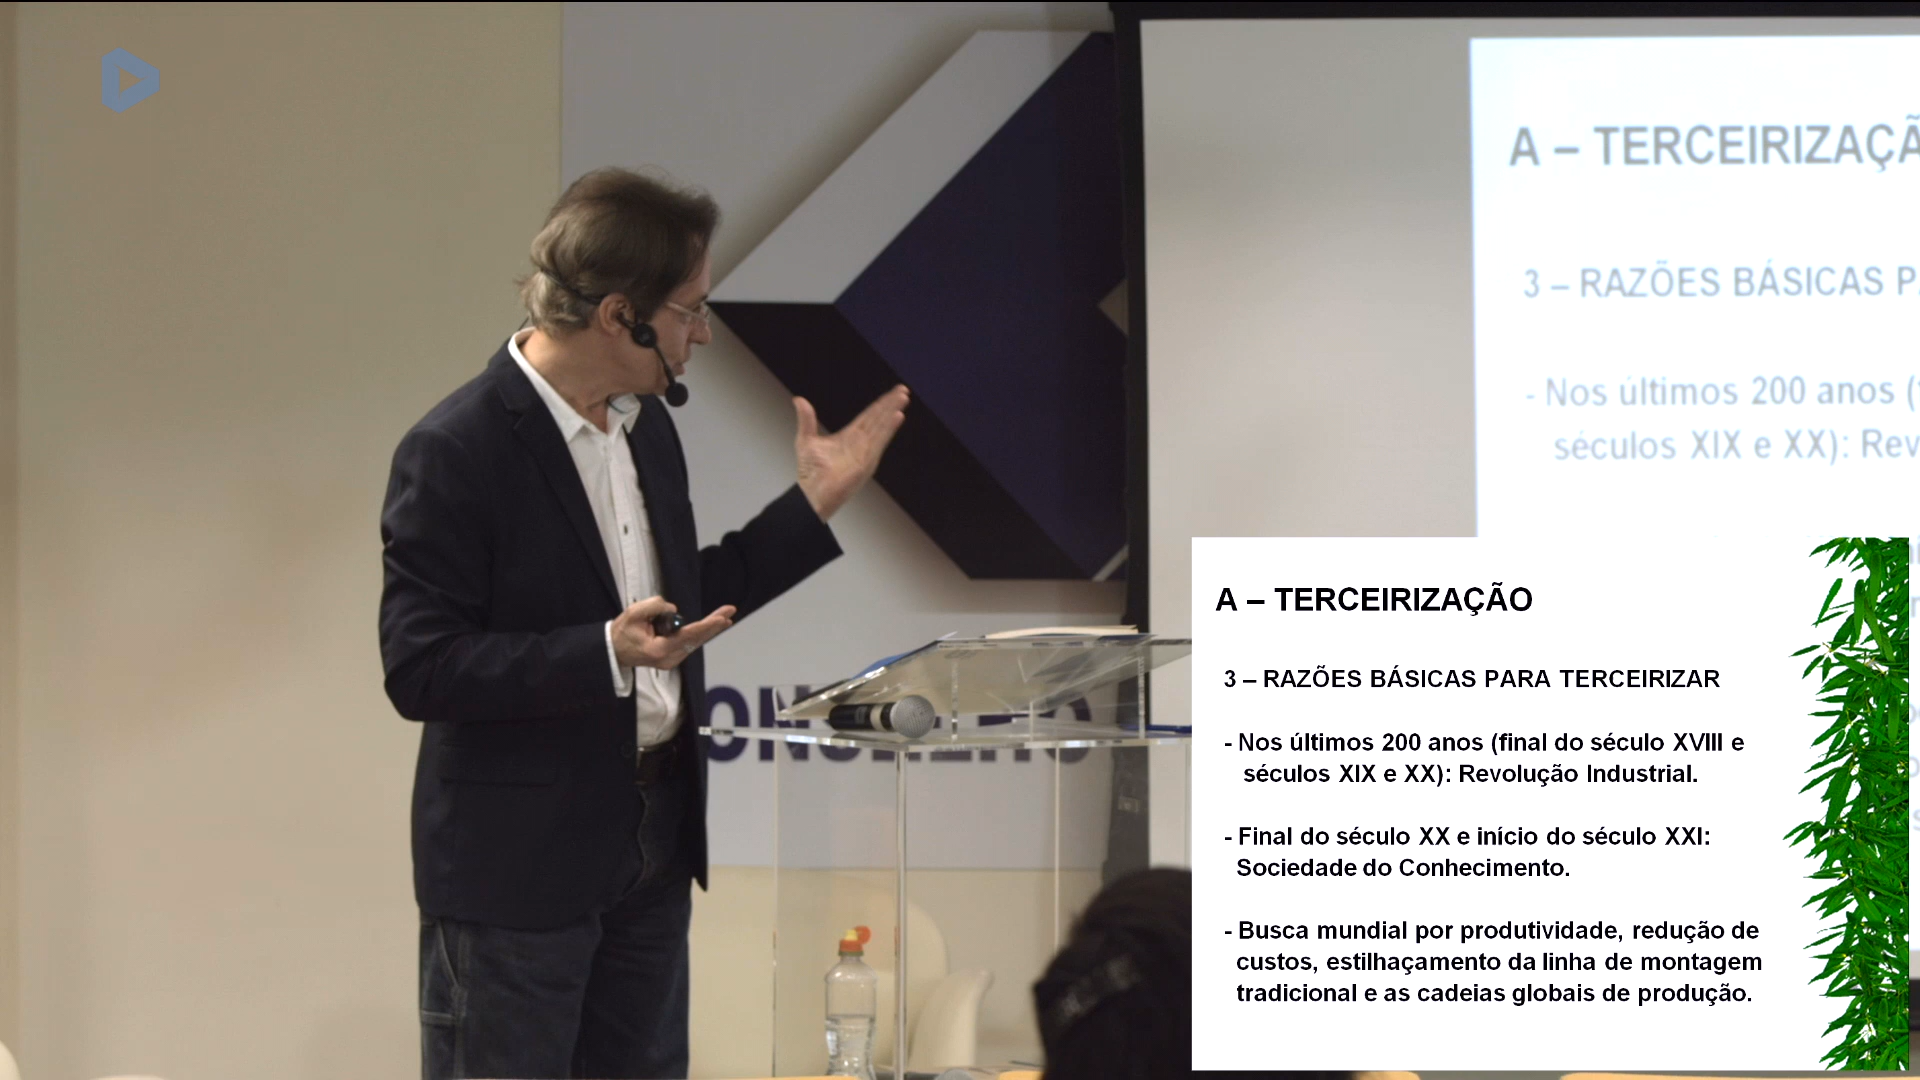 A – TERCEIRIZAÇÃ
3 – RAZÕES BÁSICAS P
- Nos últimos 200 anos (
séculos XIX e XX): Rev
ONSELHO
A – TERCEIRIZAÇÃO
3 – RAZÕES BÁSICAS PARA TERCEIRIZAR
- Nos últimos 200 anos (final do século XVIII e
séculos XIX e XX): Revolução Industrial.
- Final do século XX e início do século XXI:
Sociedade do Conhecimento.
- Busca mundial por produtividade, redução de
custos, estilhaçamento da linha de montagem
tradicional e as cadeias globais de produção.